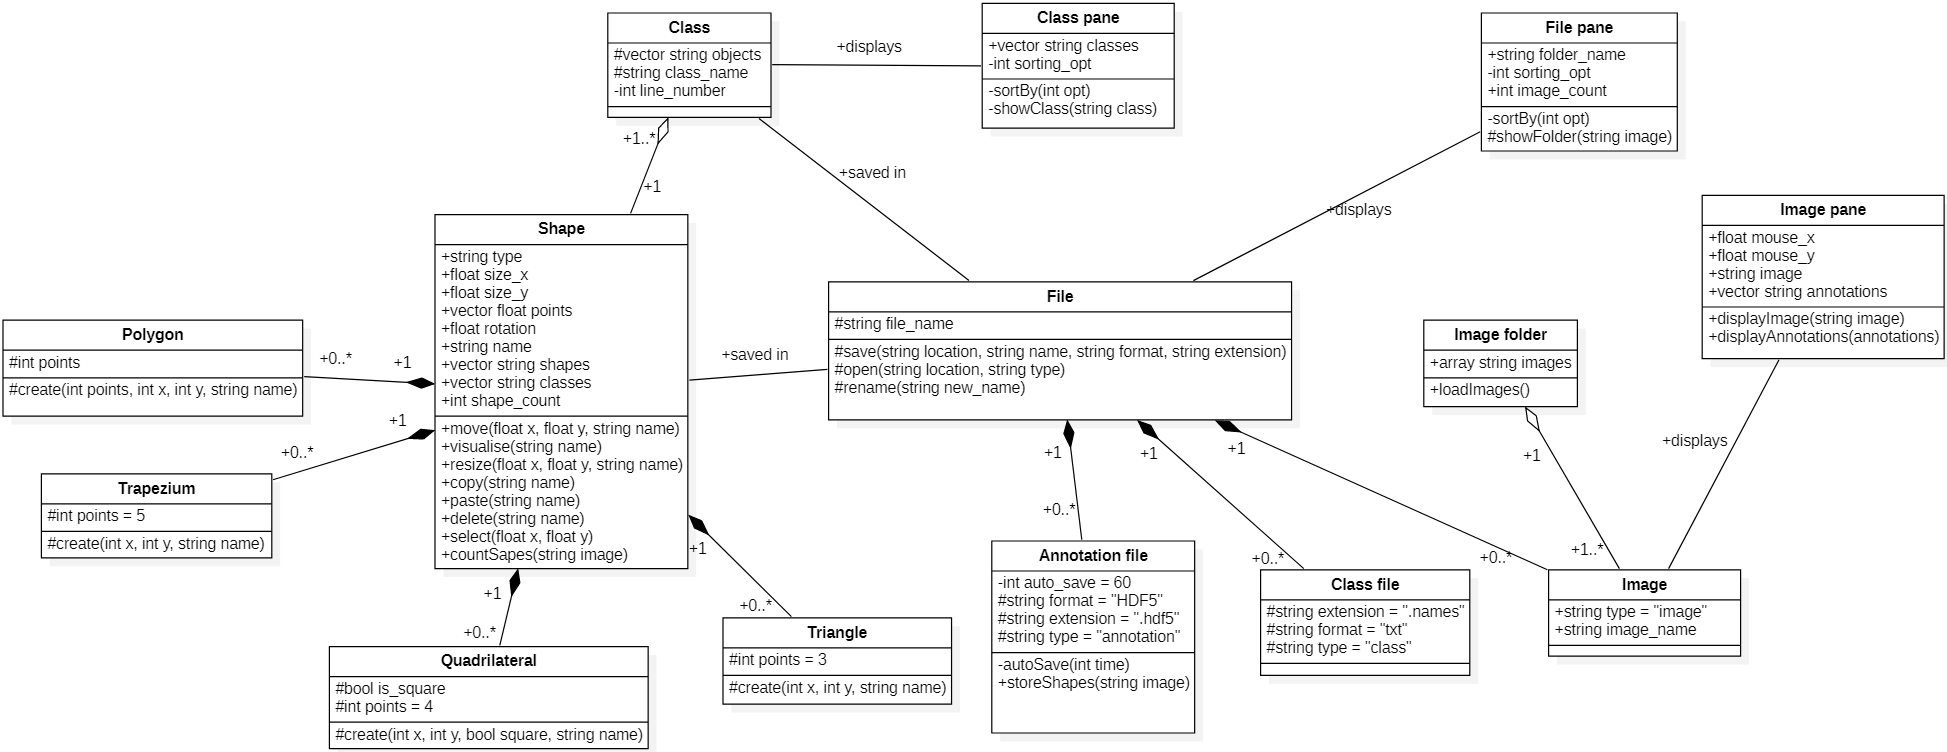 Class
#vector string objects
#string class_name
-int line_number
+displays
Class pane
+vector string classes
-int sorting_opt
-sortBy(int opt)
-showClass(string class)
File pane
+string folder_name
-int sorting_opt
+int image_count
-sortBy(int opt)
#showFolder(string image)
+1..*
+1
+saved in
+displays
Image pane
+float mouse_x
+float mouse_y
+string image
+vector string annotations
+displayImage(string image)
+displayAnnotations(annotations)
Shape
+string type
+float size_x
+float size_y
+vector float points
+float rotation
+string name
+vector string shapes
+vector string classes
+int shape_count
+move(float x, float y, string name)
+visualise(string name)
+resize(float x, float y, string name)
+copy(string name)
+paste(string name)
+delete(string name)
+select(float x, float y)
+countSapes(string image)
+saved in
File
#string file_name
#save(string location, string name, string format, string extension)
#open(string location, string type)
#rename(string new_name)
Image folder
+array string images
+loadImages()
Polygon
#int points
#create(int points, int x, int y, string name)
+0..*
+1
+1
+0..*
Trapezium
#int points = 5
#create(int x, int y, string name)
+1
+0..*
Quadrilateral
#bool is_square
#int points = 4
#create(int x, int y, bool square, string name)
+1
+0..*
Triangle
#int points = 3
#create(int x, int y, string name)
+1
+0..*
Annotation file
-int auto_save = 60
#string format = "HDF5"
#string extension = ".hdf5"
#string type = "annotation"
-autoSave(int time)
+storeShapes(string image)
+1
+0..*
Class file
#string extension = ".names"
#string format = "txt"
#string type = "class"
+1
+0..*
+1
+1..*
+displays
Image
+string type = "image"
+string image_name